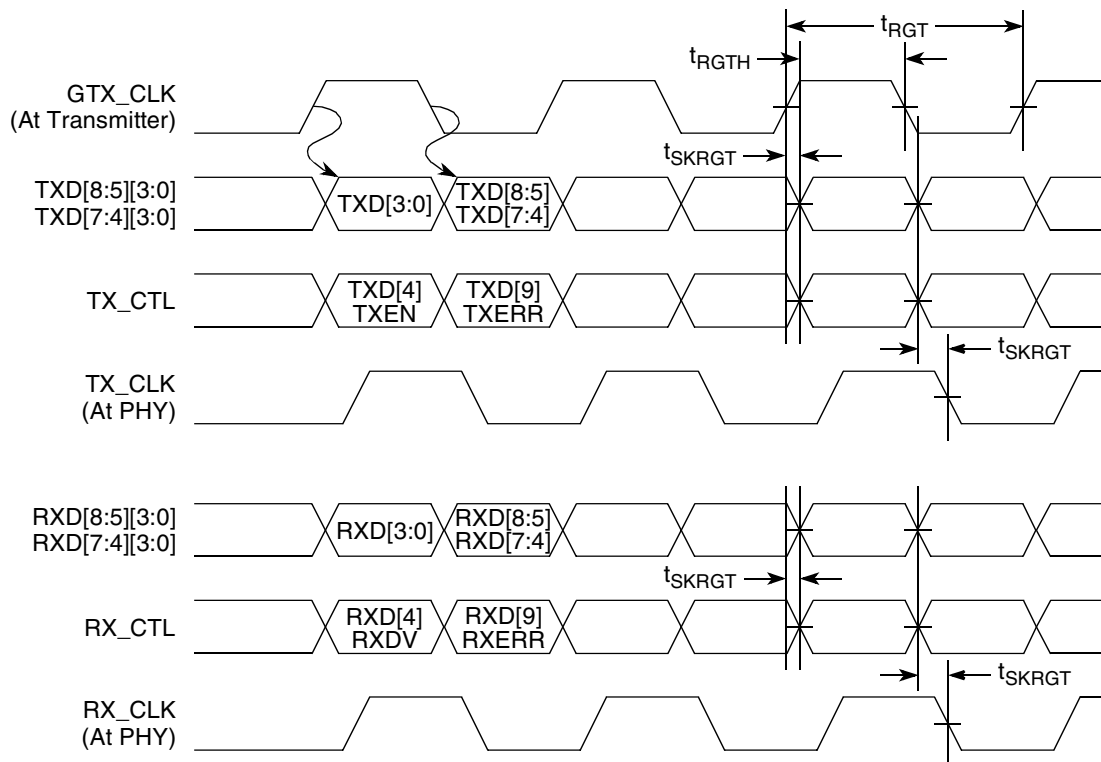 tRGT
tRGTH
GTX_CLK
(At Transmitter)
tSKRGT
TXD[8:5][3:0]
TXD[7:4][3:0]
TXD[3:0]
TXD[8:5]
TXD[7:4]
TX_CTL
TXD[4]
TXEN
TXD[9]
TXERR
tSKRGT
TX_CLK
(At PHY)
RXD[8:5][3:0]
RXD[7:4][3:0]
RXD[3:0]
RXD[8:5]
RXD[7:4]
tSKRGT
RX_CTL
RXD[4]
RXDV
RXD[9]
RXERR
tSKRGT
RX_CLK
(At PHY)